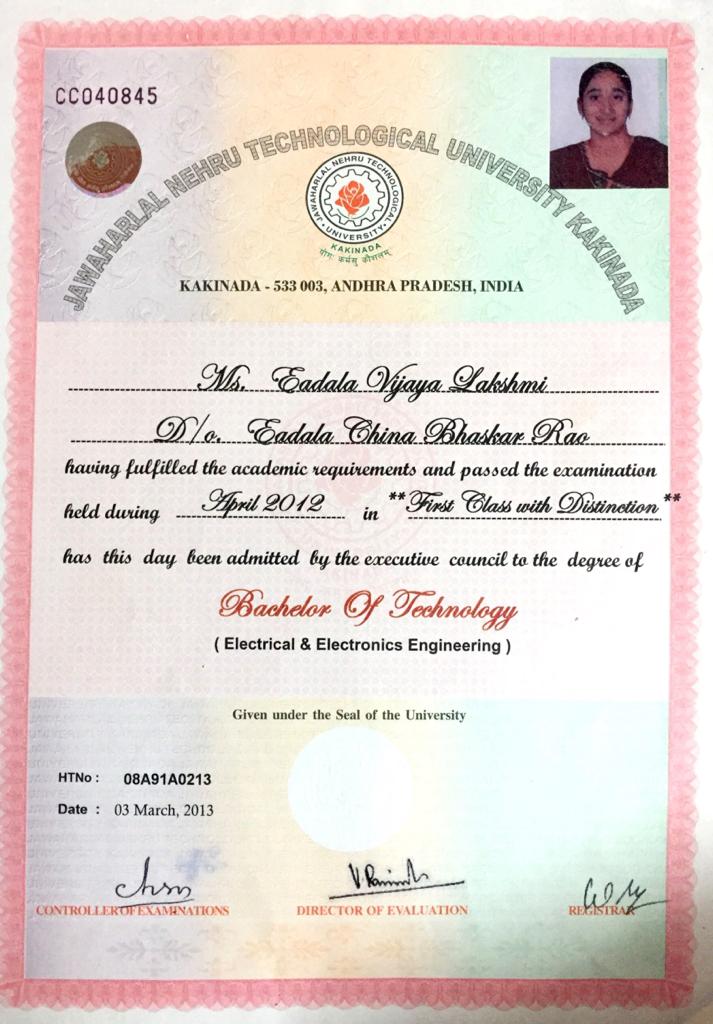 CC040845
JAWAHARLAL NEHRU TECHNOLOGICAL UNIVERSITY KAKINADA
JAWAHARLAL NEHRU TECHNOLOGICAL
UNIVERSITY
KAKINADA
योगः कर्मसु कौशलम्
KAKINADA - 533 003, ANDHRA PRADESH, INDIA
Ms. Eadala Vijaya Lakshmi
D/o. Eadala China Bhaskar Rao
having fulfilled the academic requirements and passed the examination
held during April 2012 in **First Class with Distinction**
has this day been admitted by the executive council to the degree of
Bachelor Of Technology
( Electrical & Electronics Engineering )
Given under the Seal of the University
HTNo : 08A91A0213
Date : 03 March, 2013
CONTROLLER OF EXAMINATIONS DIRECTOR OF EVALUATION REGISTRAR